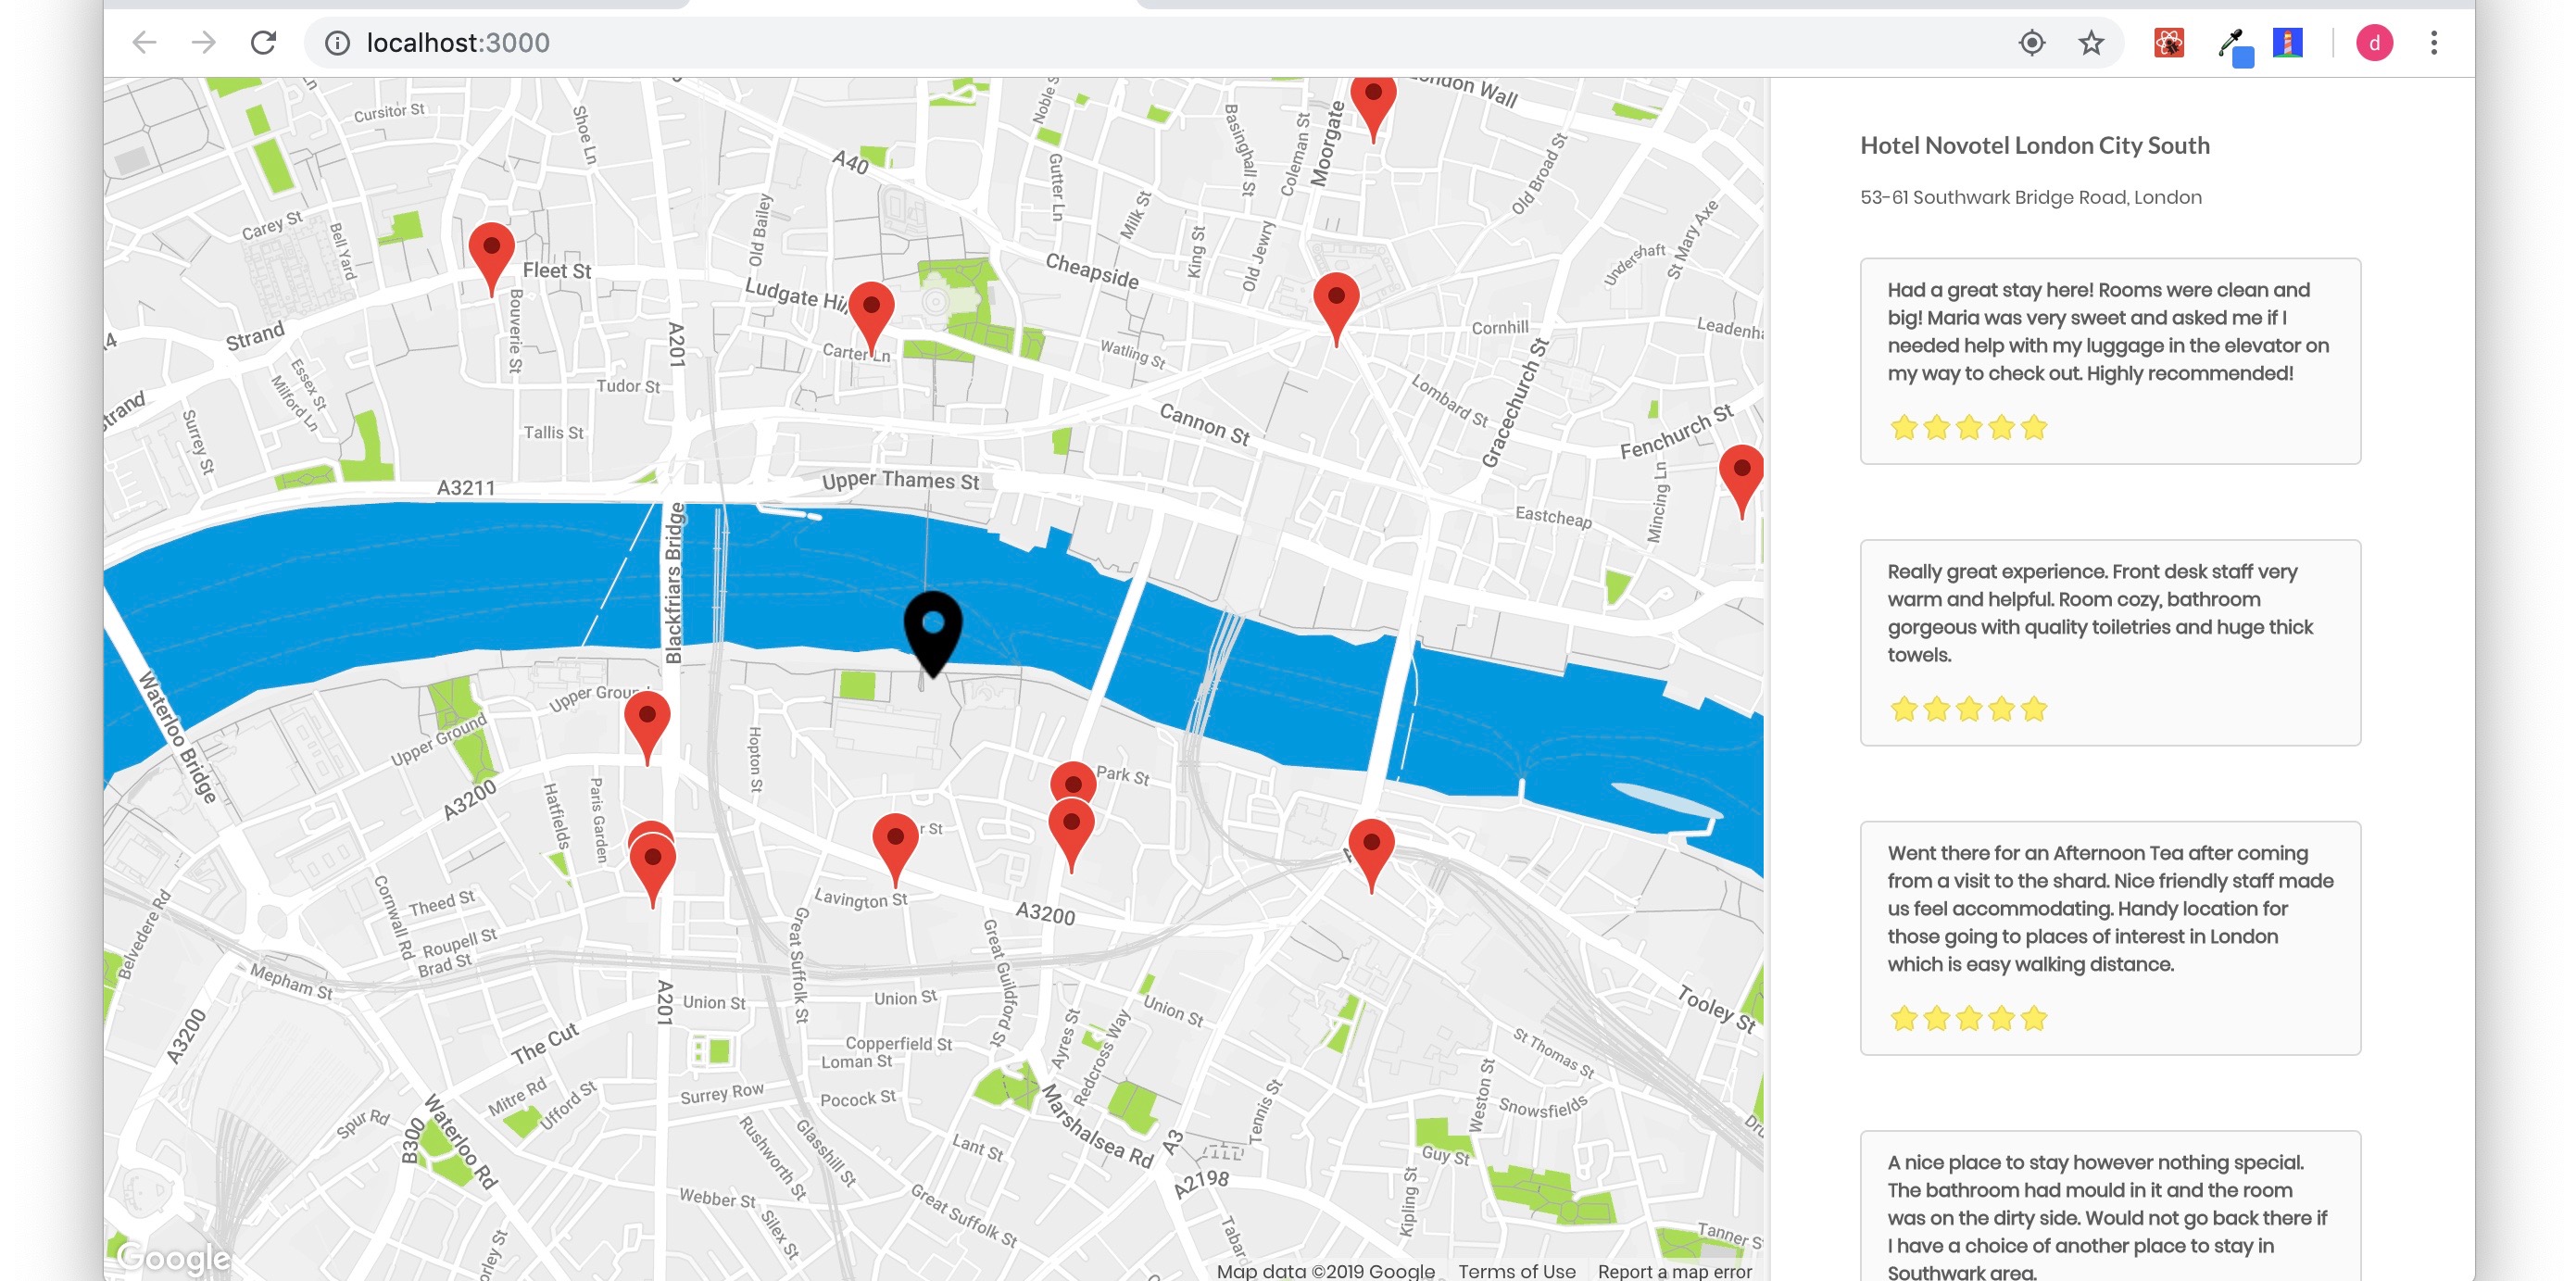 localhost:3000
d
London Wall
Cursitor St
Shoe Ln
Noble S
Basinghall St
Coleman St
Moorgate
A40
Gutter Ln
Milk St
Old Broad St
Carey St
Bell Yard
Old Bailey
King St
Old Jewry
Undershaft
St Mary Axe
Fleet St
Cheapside
Ludgate Hill
Bouverie St
Strand
A201
Carter Ln
Watling St
Cornhill
Leadenha
Essex St
Milford Ln
Tudor St
Lombard St
Gracechurch St
Strand
Surrey St
Tallis St
Cannon St
Fenchurch St
A3211
Upper Thames St
Mincing Ln
Eastcheap
Blackfriars Bridge
Waterloo Bridge
Upper Ground
Upper Ground
Hopton St
Park St
A3200
Hatfields
Paris Garden
r St
Lavington St
A3200
Belvedere Rd
Cornwall Rd
Theed St
Great Suffolk St
Great Guildford St
Roupell St
Brad St
Mepham St
A201
Union St
Union St
Union St
Tooley St
A3200
The Cut
Copperfield St
Loman St
Ayres St
Redcross Way
St Thomas St
Mitre Rd
Ufford St
Surrey Row
Pocock St
Weston St
Snowsfields
Spur Rd
B300
Waterloo Rd
Marshalsea Rd
A3
Tennis St
Rushworth St
Glasshill St
Lant St
Guy St
A2198
Webber St
Silex St
Great Suffolk St
Kipling St
Tabard
Tanner S
orley St
Google
Map data ©2019 Google
Terms of Use
Report a map error
Hotel Novotel London City South
53-61 Southwark Bridge Road, London
Had a great stay here! Rooms were clean and
big! Maria was very sweet and asked me if I
needed help with my luggage in the elevator on
my way to check out. Highly recommended!
Really great experience. Front desk staff very
warm and helpful. Room cozy, bathroom
gorgeous with quality toiletries and huge thick
towels.
Went there for an Afternoon Tea after coming
from a visit to the shard. Nice friendly staff made
us feel accommodating. Handy location for
those going to places of interest in London
which is easy walking distance.
A nice place to stay however nothing special.
The bathroom had mould in it and the room
was on the dirty side. Would not go back there if
I have a choice of another place to stay in
Southwark area.